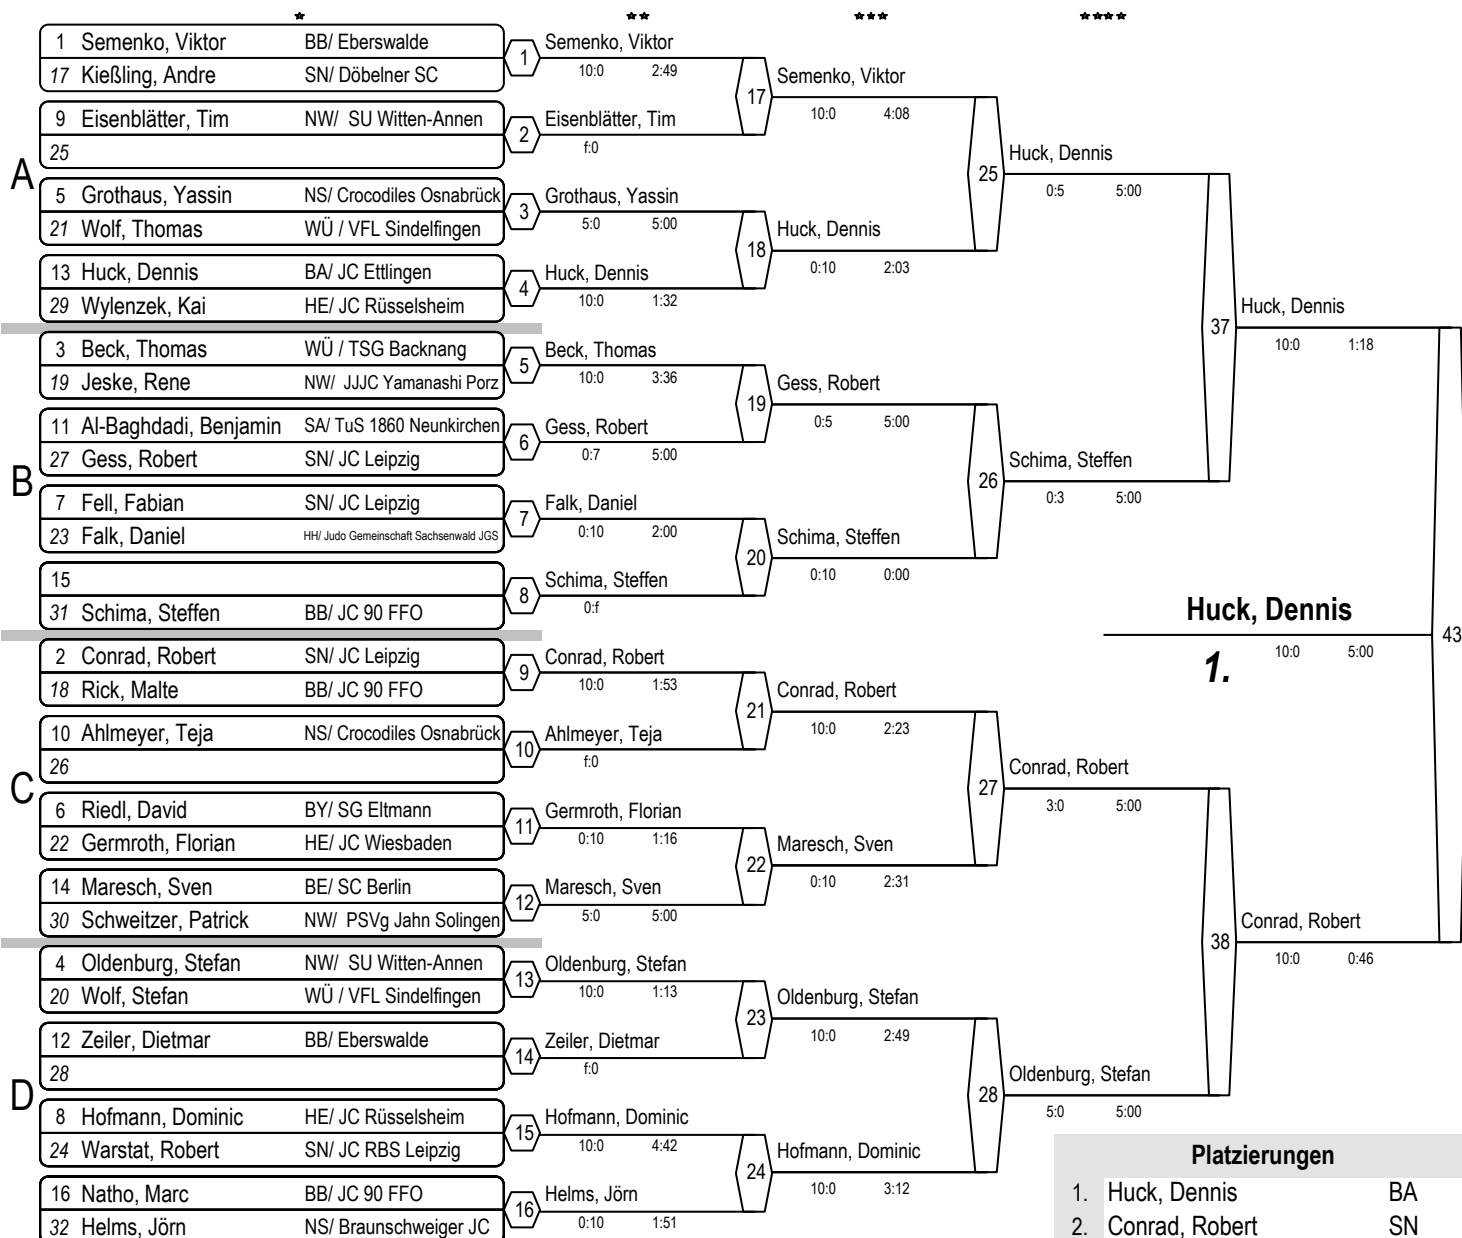 * ** *** ****
A
1 Semenko, Viktor BB/ Eberswalde
17 Kießling, Andre SN/ Döbelner SC
9 Eisenblätter, Tim NW/ SU Witten-Annen
25
5 Grothaus, Yassin NS/ Crocodiles Osnabrück
21 Wolf, Thomas WÜ / VFL Sindelfingen
13 Huck, Dennis BA/ JC Ettlingen
29 Wylenzek, Kai HE/ JC Rüsselsheim
B
3 Beck, Thomas WÜ / TSG Backnang
19 Jeske, Rene NW/ JJJC Yamanashi Porz
11 Al-Baghdadi, Benjamin SA/ TuS 1860 Neunkirchen
27 Gess, Robert SN/ JC Leipzig
7 Fell, Fabian SN/ JC Leipzig
23 Falk, Daniel HH/ Judo Gemeinschaft Sachsenwald JGS
15
31 Schima, Steffen BB/ JC 90 FFO
C
2 Conrad, Robert SN/ JC Leipzig
18 Rick, Malte BB/ JC 90 FFO
10 Ahlmeyer, Teja NS/ Crocodiles Osnabrück
26
6 Riedl, David BY/ SG Eltmann
22 Germroth, Florian HE/ JC Wiesbaden
14 Maresch, Sven BE/ SC Berlin
30 Schweitzer, Patrick NW/ PSVg Jahn Solingen
D
4 Oldenburg, Stefan NW/ SU Witten-Annen
20 Wolf, Stefan WÜ / VFL Sindelfingen
12 Zeiler, Dietmar BB/ Eberswalde
28
8 Hofmann, Dominic HE/ JC Rüsselsheim
24 Warstat, Robert SN/ JC RBS Leipzig
16 Natho, Marc BB/ JC 90 FFO
32 Helms, Jörn NS/ Braunschweiger JC
1 Semenko, Viktor
10:0 2:49
2 Eisenblätter, Tim
f:0
3 Grothaus, Yassin
5:0 5:00
4 Huck, Dennis
10:0 1:32
5 Beck, Thomas
10:0 3:36
6 Gess, Robert
0:7 5:00
7 Falk, Daniel
0:10 2:00
8 Schima, Steffen
0:f
9 Conrad, Robert
10:0 1:53
10 Ahlmeyer, Teja
f:0
11 Germroth, Florian
0:10 1:16
12 Maresch, Sven
5:0 5:00
13 Oldenburg, Stefan
10:0 1:13
14 Zeiler, Dietmar
f:0
15 Hofmann, Dominic
10:0 4:42
16 Helms, Jörn
0:10 1:51
17 Semenko, Viktor
10:0 4:08
18 Huck, Dennis
0:10 2:03
19 Gess, Robert
0:5 5:00
20 Schima, Steffen
0:10 0:00
21 Conrad, Robert
10:0 2:23
22 Maresch, Sven
0:10 2:31
23 Oldenburg, Stefan
10:0 2:49
24 Hofmann, Dominic
10:0 3:12
25 Huck, Dennis
0:5 5:00
26 Schima, Steffen
0:3 5:00
27 Conrad, Robert
3:0 5:00
28 Oldenburg, Stefan
5:0 5:00
37 Huck, Dennis
10:0 1:18
38 Conrad, Robert
10:0 0:46
Huck, Dennis 43
1. 10:0 5:00
Platzierungen
1. Huck, Dennis BA
2. Conrad, Robert SN